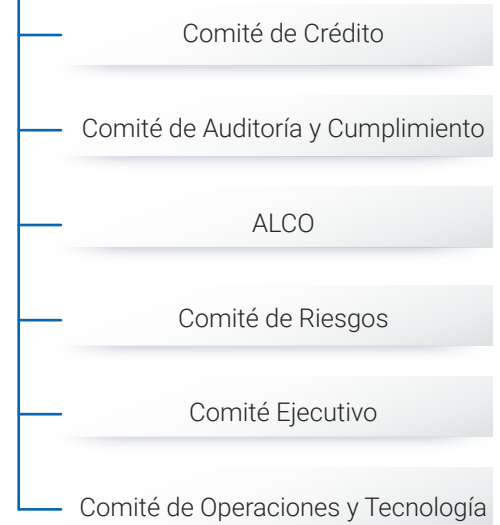 Comité de Crédito
Comité de Auditoría y Cumplimiento
ALCO
Comité de Riesgos
Comité Ejecutivo
Comité de Operaciones y Tecnología